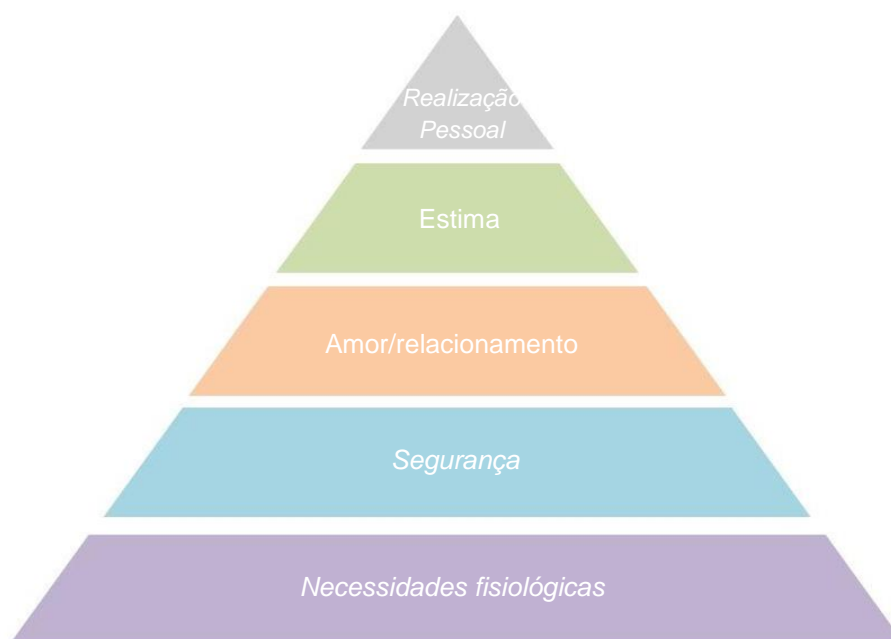 Realização
Pessoal
Estima
Amor/relacionamento
Segurança
Necessidades fisiológicas